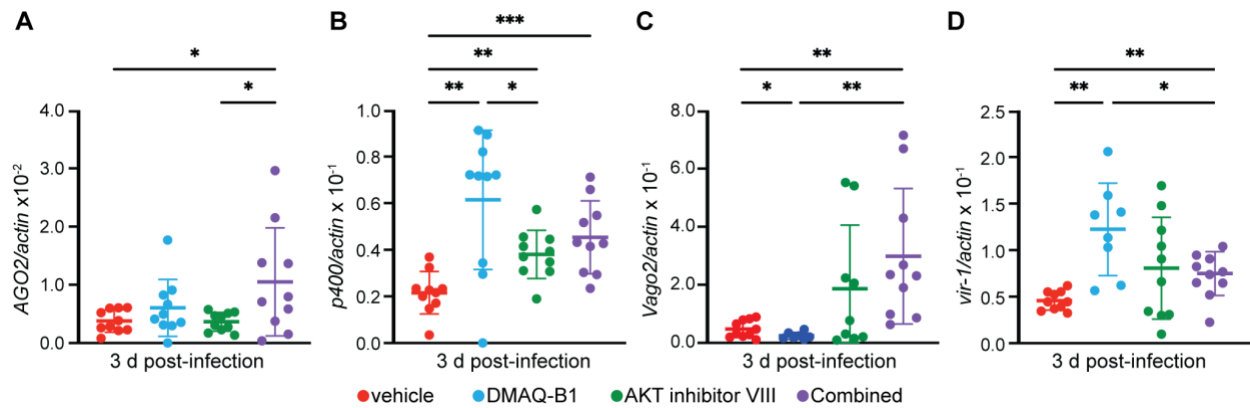 A
*
*
AGO2/actin x10⁻²
4.0
3.0
2.0
1.0
0.0
3 d post-infection
B
***
**
** *
p400/actin x 10⁻¹
1.0
0.8
0.6
0.4
0.2
0.0
3 d post-infection
C
**
* **
Vago2/actin x 10⁻¹
8.0
6.0
4.0
2.0
0.0
3 d post-infection
D
**
** *
vir-1/actin x 10⁻¹
2.5
2.0
1.5
1.0
0.5
0.0
3 d post-infection
vehicle DMAQ-B1 AKT inhibitor VIII Combined